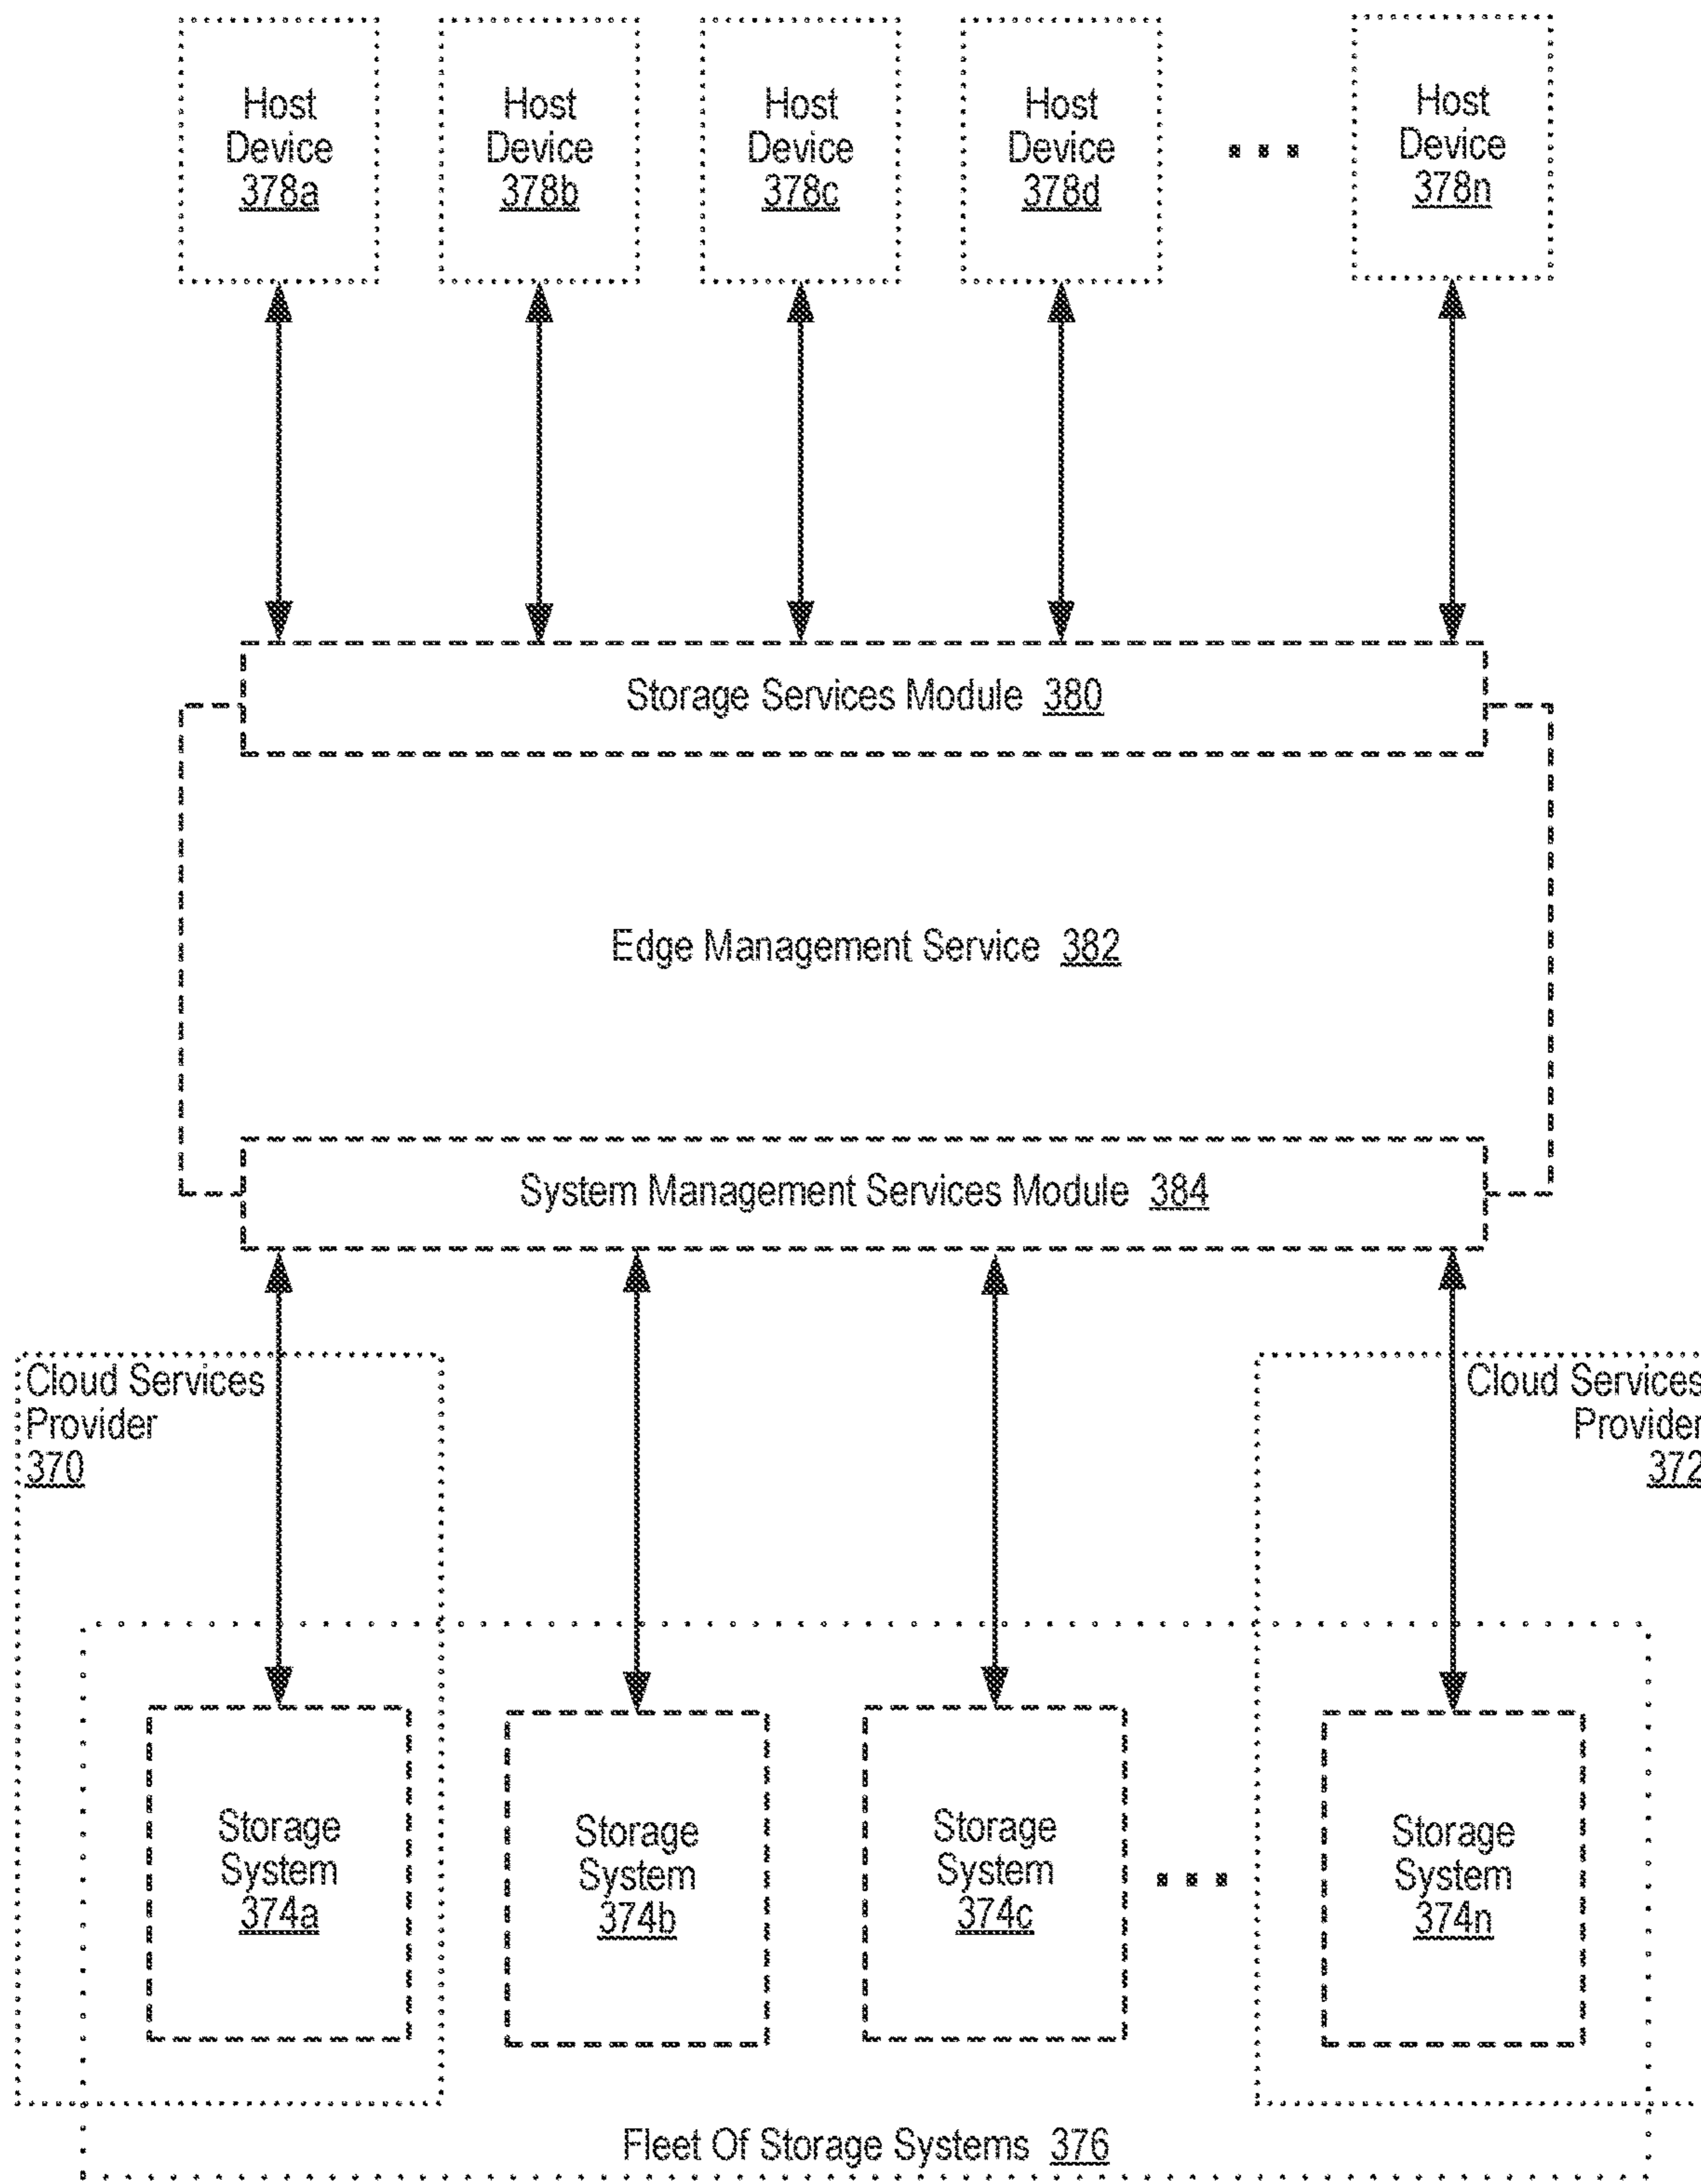 Host
Device
378a
Host
Device
378b
Host
Device
378c
Host
Device
378d
Host
Device
378n
Storage Services Module 380
Edge Management Service 382
System Management Services Module 384
Cloud Services
Provider
370
Cloud Services
Provider
372
Storage
System
374a
Storage
System
374b
Storage
System
374c
Storage
System
374n
Fleet Of Storage Systems 376